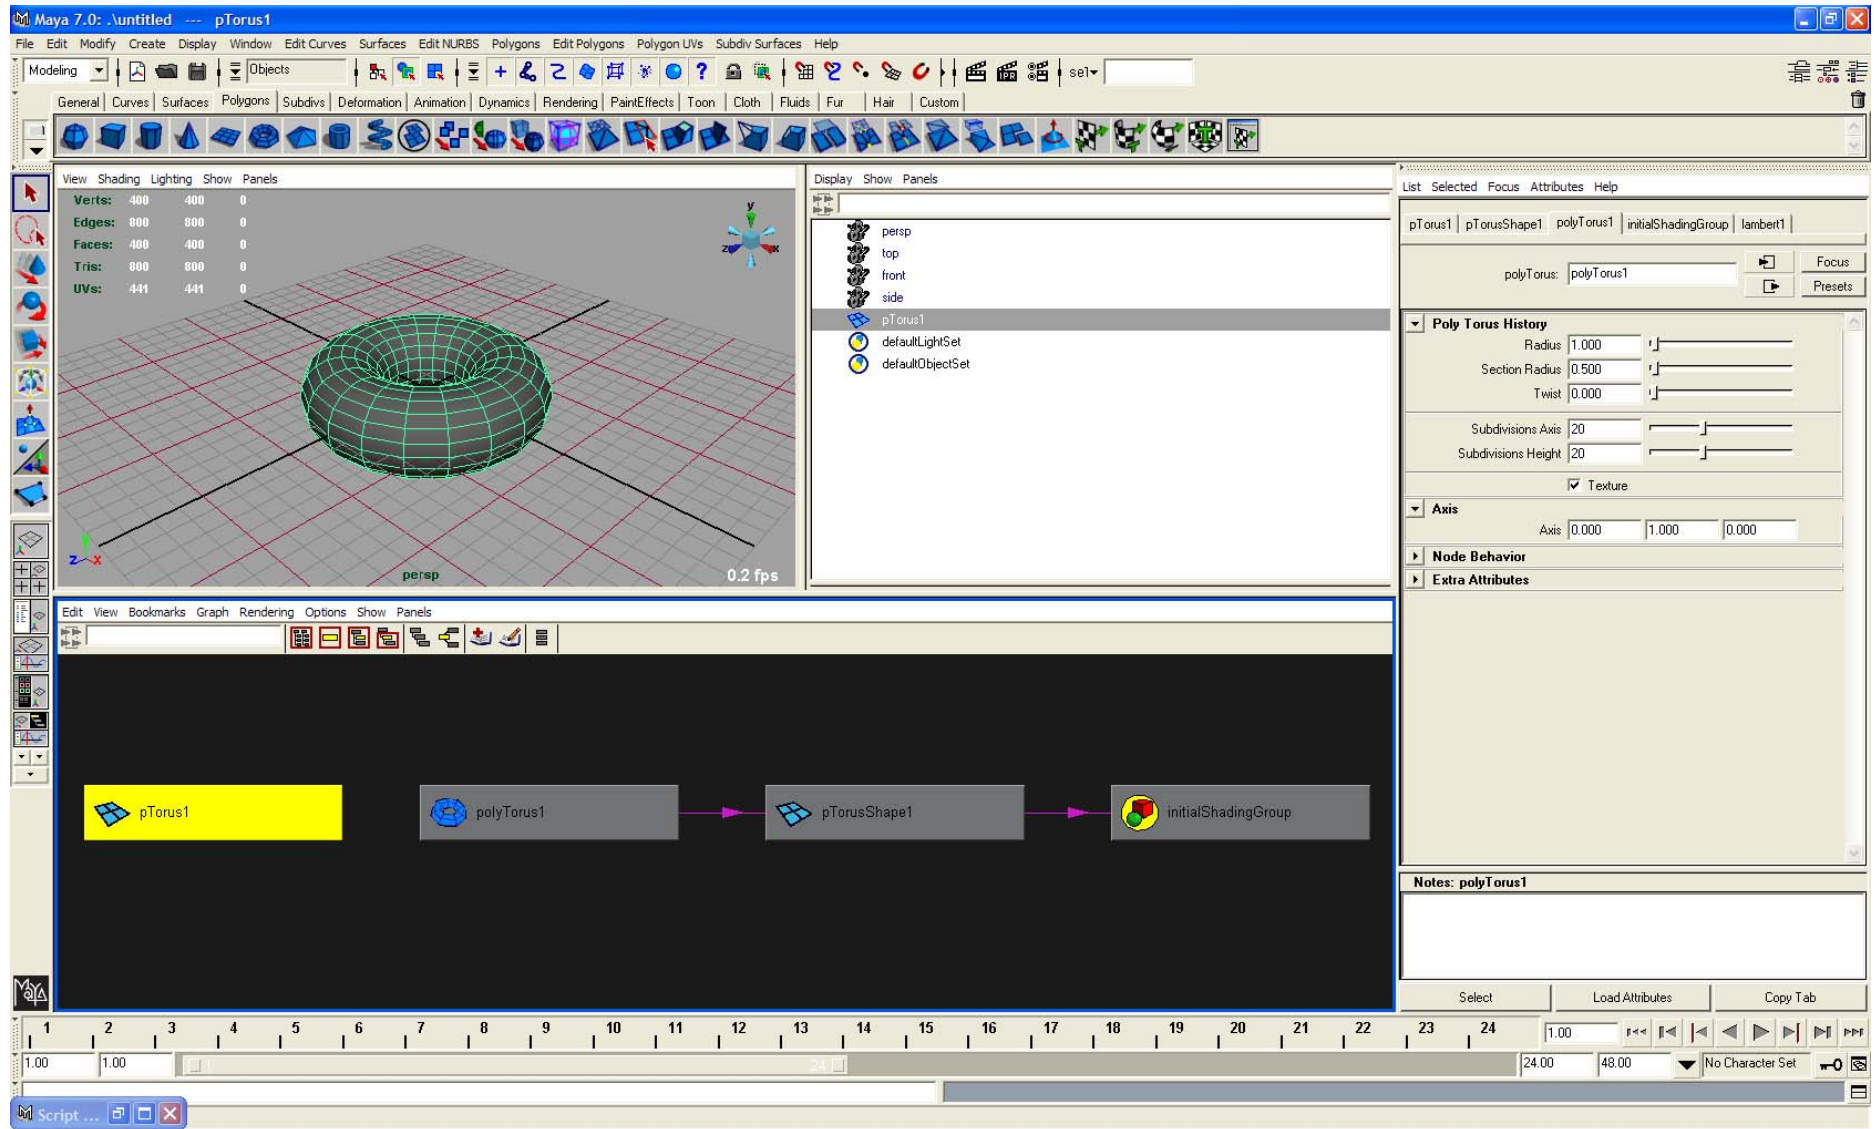 Maya 7.0: .\untitled --- pTorus1
File Edit Modify Create Display Window Edit Curves Surfaces Edit NURBS Polygons Edit Polygons Polygon UVs Subdiv Surfaces Help
Modeling Objects sel
General Curves Surfaces Polygons Subdivs Deformation Animation Dynamics Rendering PaintEffects Toon Cloth Fluids Fur Hair Custom
View Shading Lighting Show Panels
Verts: 400 400 0
Edges: 800 800 0
Faces: 400 400 0
Tris: 800 800 0
UVs: 441 441 0
y
z x
z x
persp
0.2 fps
Display Show Panels
persp
top
front
side
pTorus1
defaultLightSet
defaultObjectSet
List Selected Focus Attributes Help
pTorus1 pTorusShape1 polyTorus1 initialShadingGroup lambert1
polyTorus: polyTorus1
Focus
Presets
Poly Torus History
Radius 1.000
Section Radius 0.500
Twist 0.000
Subdivisions Axis 20
Subdivisions Height 20
Texture
Axis
Axis 0.000 1.000 0.000
Node Behavior
Extra Attributes
Edit View Bookmarks Graph Rendering Options Show Panels
pTorus1 polyTorus1 pTorusShape1 initialShadingGroup
Notes: polyTorus1
Select Load Attributes Copy Tab
Maya
1 2 3 4 5 6 7 8 9 10 11 12 13 14 15 16 17 18 19 20 21 22 23 24 1.00
1.00 1.00 1 24 24.00 48.00 No Character Set
Script ...